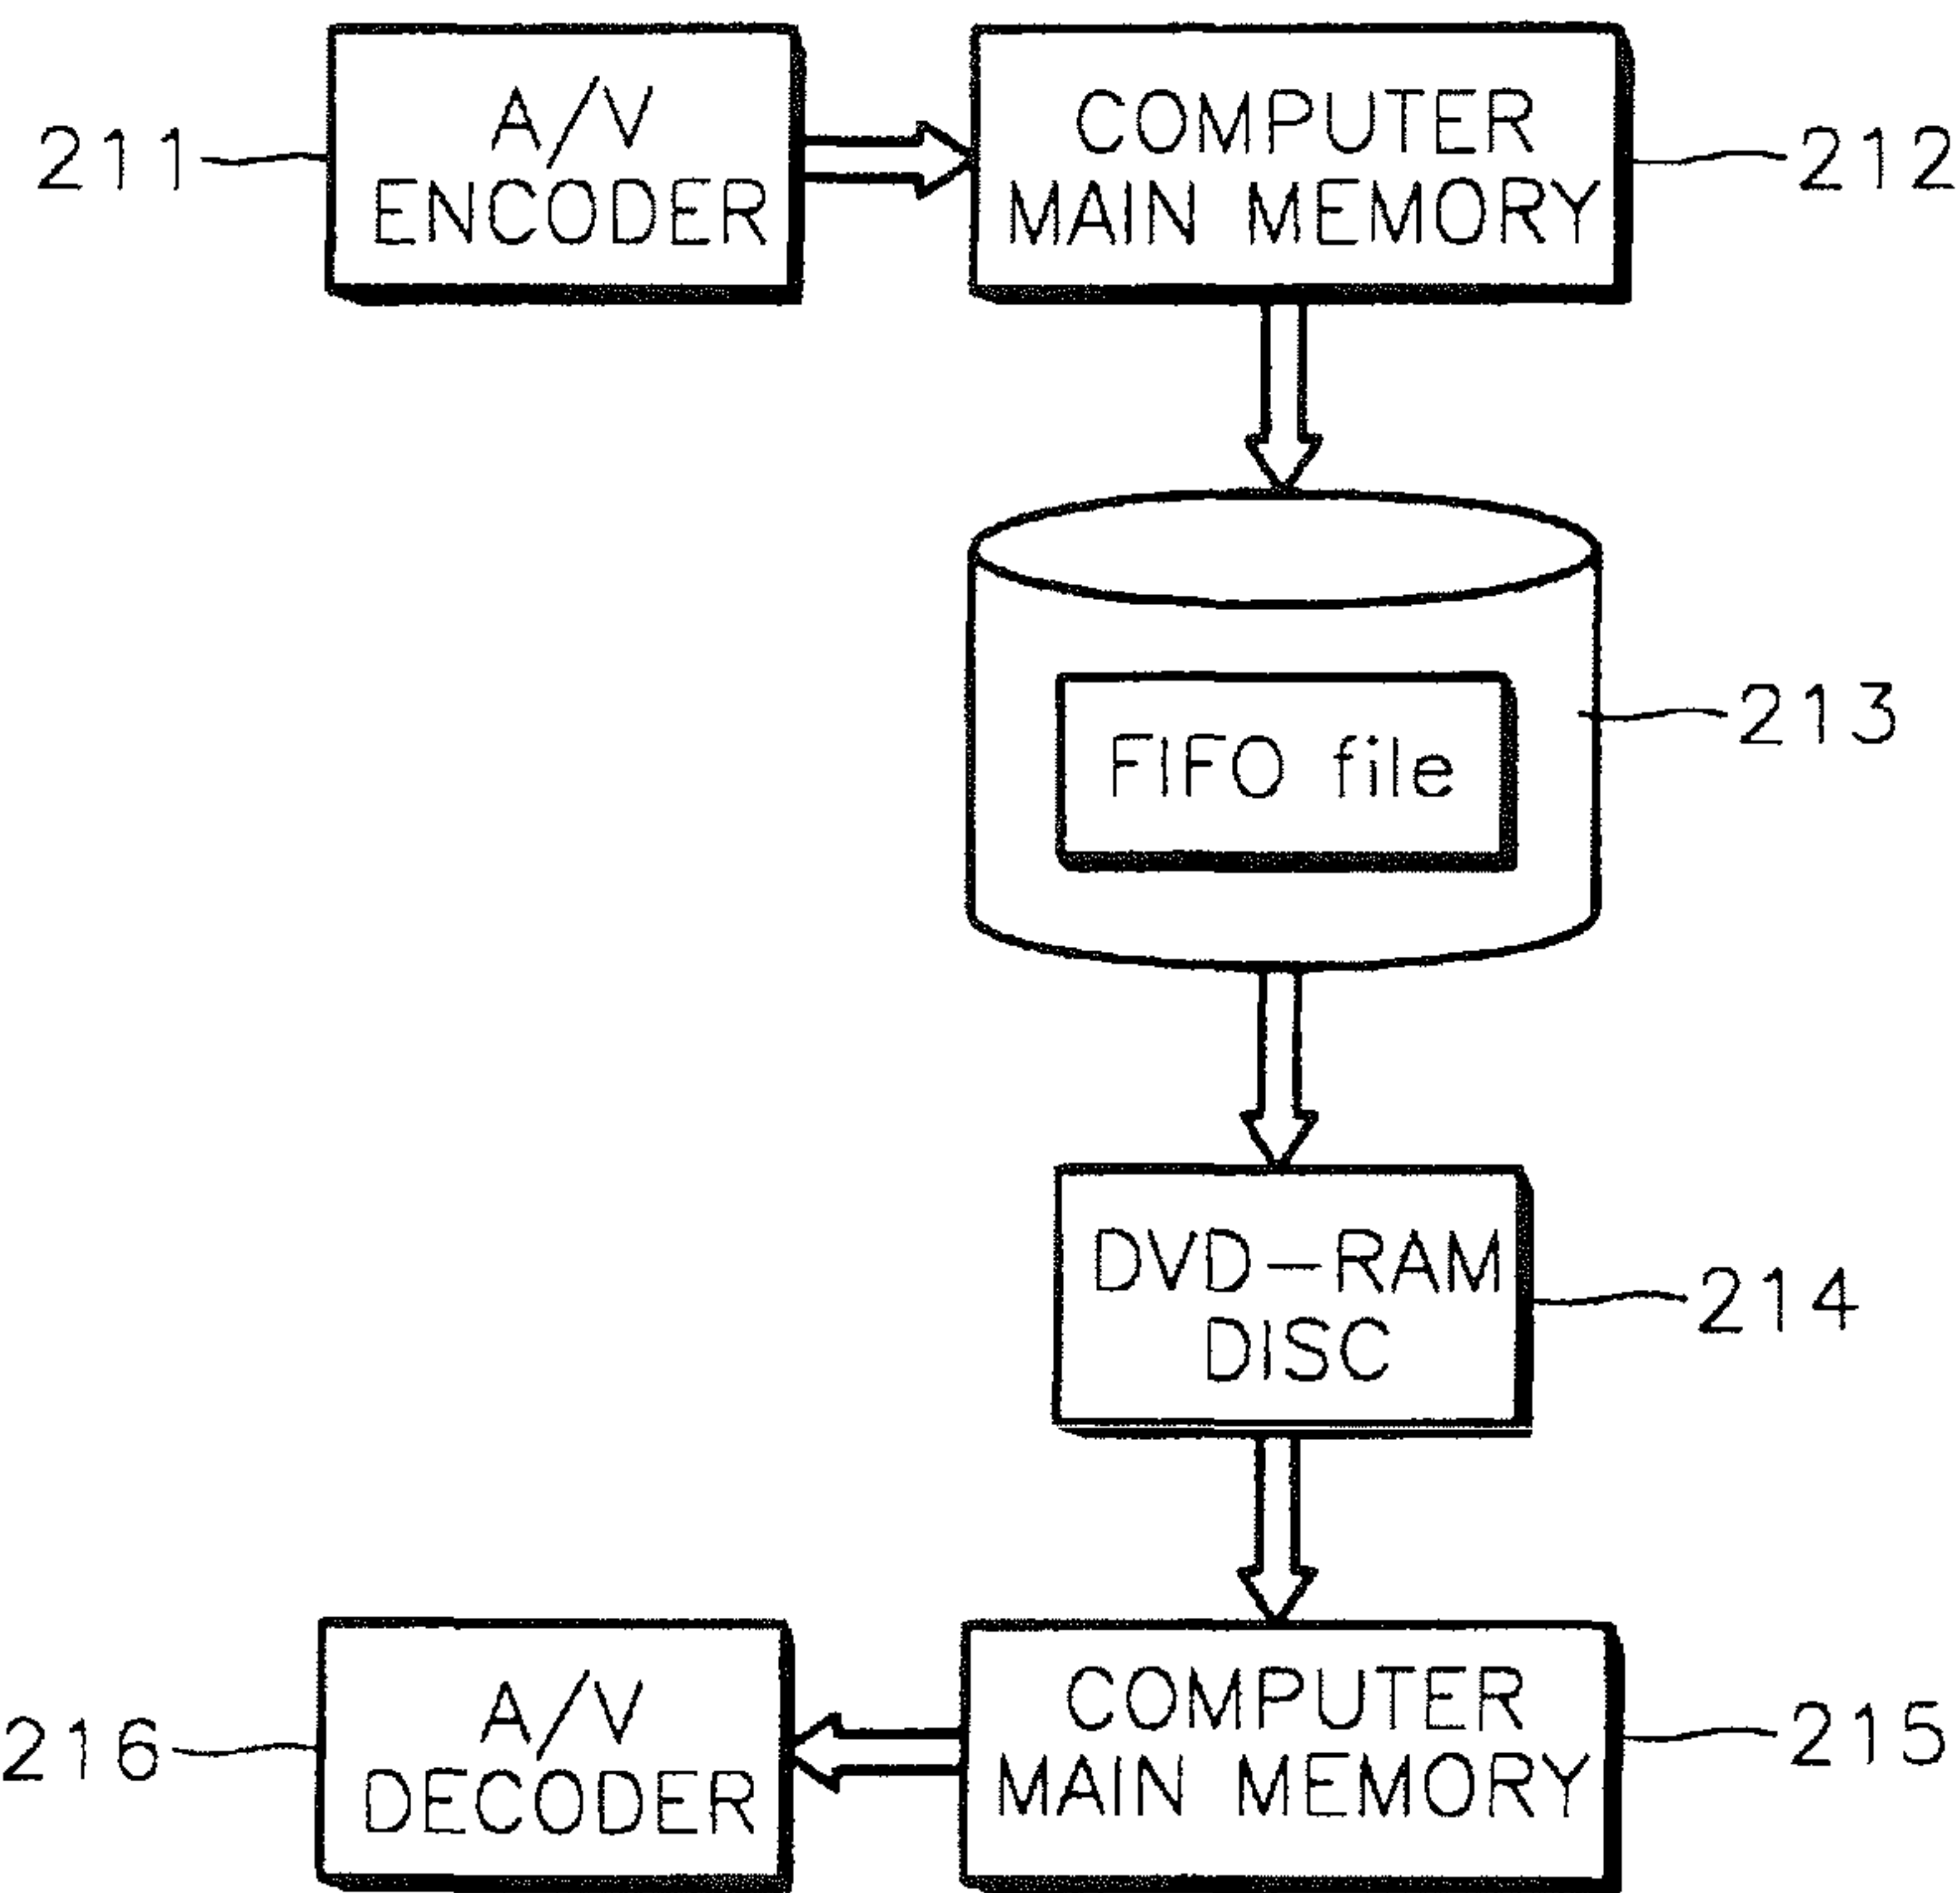 211
A/V
ENCODER
COMPUTER
MAIN MEMORY
212
FIFO file
213
DVD-RAM
DISC
214
216
A/V
DECODER
COMPUTER
MAIN MEMORY
215